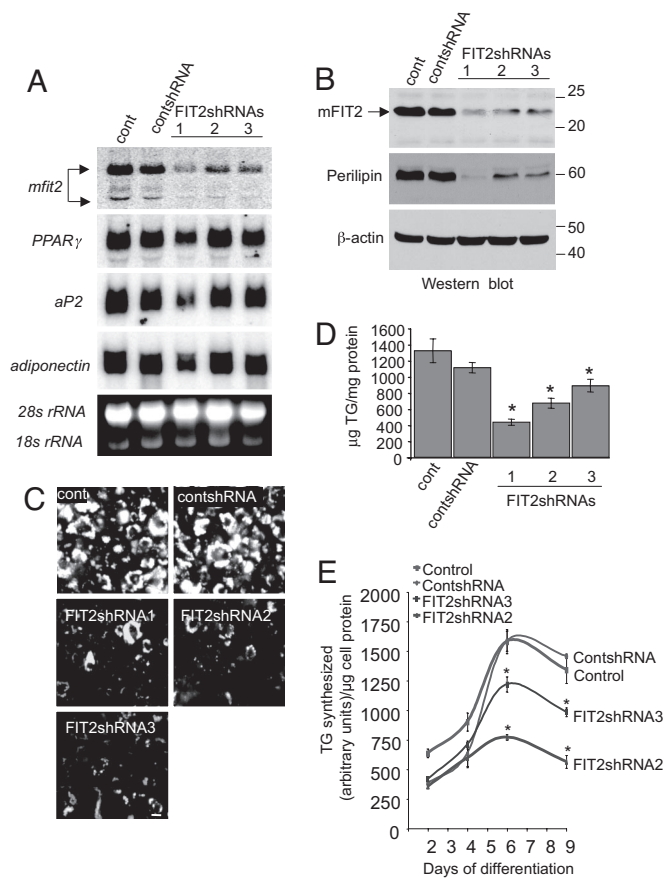 A
cont
contshRNA
FIT2shRNAs
1 2 3
mfit2
PPARγ
aP2
adiponectin
28s rRNA
18s rRNA
B
cont
contshRNA
FIT2shRNAs
1 2 3
mFIT2
25
20
Perilipin
60
β-actin
50
40
Western blot
C
cont
contshRNA
FIT2shRNA1
FIT2shRNA2
FIT2shRNA3
D
µg TG/mg protein
1600
1400
1200
1000
800
600
400
200
0
* * *
cont
contshRNA
1 2 3
FIT2shRNAs
E
Control
ContshRNA
FIT2shRNA3
FIT2shRNA2
TG synthesized
(arbitrary units)/µg cell protein
2000
1750
1500
1250
1000
750
500
250
0
ContshRNA
Control
* *
FIT2shRNA3
* *
FIT2shRNA2
2 3 4 5 6 7 8 9
Days of differentiation